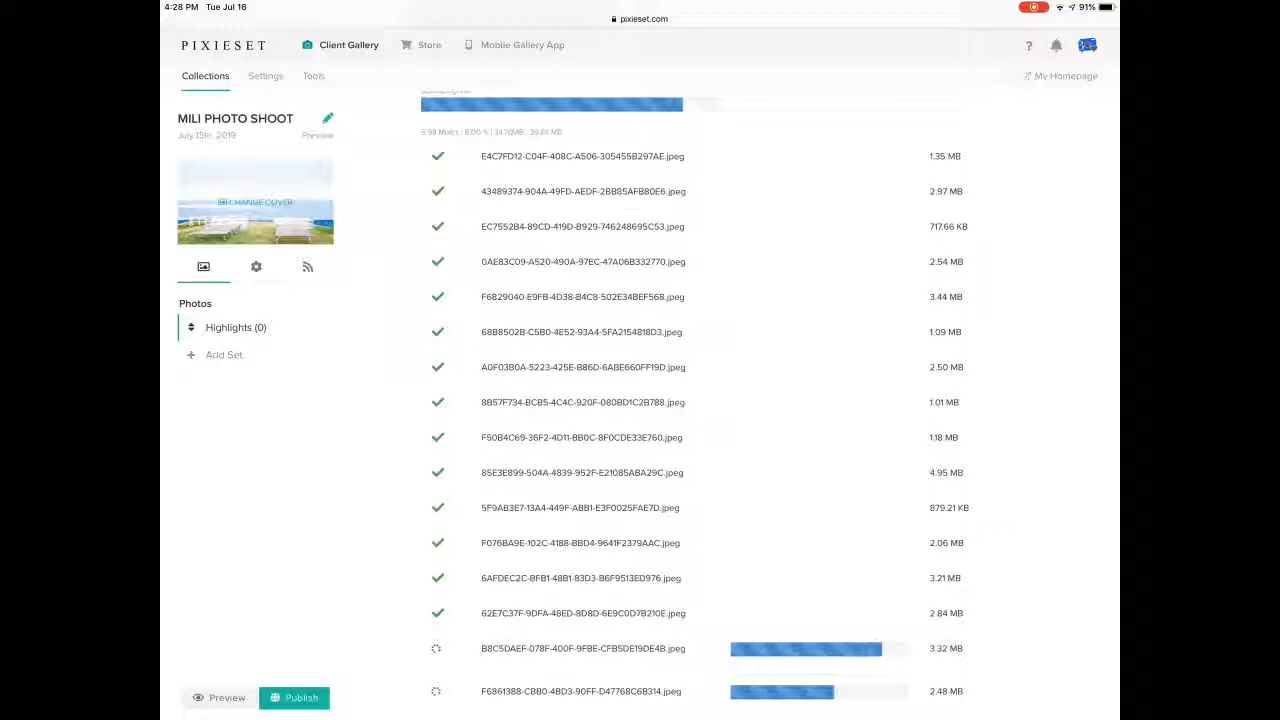 4:28 PM Tue Jul 16
91%
pixieset.com
PIXIESET
Client Gallery
Store
Mobile Gallery App
?
Collections
Settings
Tools
My Homepage
MILI PHOTO SHOOT
July 15th, 2019
Preview
CHANGE COVER
Photos
Highlights (0)
Add Set
Preview
Publish
E4C7FD12-C04F-408C-A506-305455B297AE.jpeg 1.35 MB
43489374-904A-49FD-AEDF-2BB85AFB80E6.jpeg 2.97 MB
EC7552B4-89CD-419D-B929-746248695C53.jpeg 717.66 KB
0AE83C09-A520-490A-97EC-47A06B332770.jpeg 2.54 MB
F6829040-E9FB-4D38-B4C8-502E34BEF568.jpeg 3.44 MB
68B8502B-C5B0-4E52-93A4-5FA2154818D3.jpeg 1.09 MB
A0F03B0A-5223-425E-B86D-6ABE660FF19D.jpeg 2.50 MB
8B57F734-BCB5-4C4C-920F-080BD1C2B788.jpeg 1.01 MB
F50B4C69-36F2-4D11-BB0C-8F0CDE33E760.jpeg 1.18 MB
85E3E899-504A-4839-952F-E21085ABA29C.jpeg 4.95 MB
5F9AB3E7-13A4-449F-ABB1-E3F0025FAE7D.jpeg 879.21 KB
F076BA9E-102C-4188-BBD4-9641F2379AAC.jpeg 2.06 MB
6AFDEC2C-BFB1-48B1-83D3-B6F9513ED976.jpeg 3.21 MB
62E7C37F-9DFA-48ED-8D8D-6E9C0D7B210E.jpeg 2.84 MB
B8C5DAEF-078F-400F-9FBE-CFB5DE19DE4B.jpeg 3.32 MB
F6861388-CBB0-4BD3-90FF-D47768C6B314.jpeg 2.48 MB